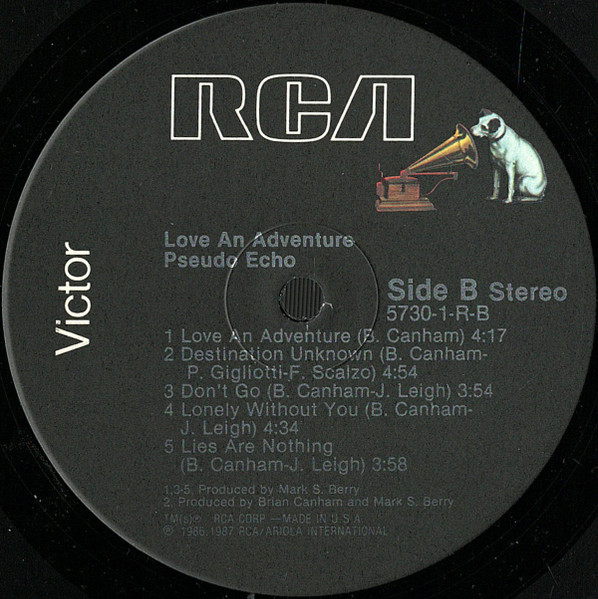 RCA
Victor
Love An Adventure
Pseudo Echo
Side B Stereo
5730-1-R-B
1 Love An Adventure (B. Canham) 4:17
2 Destination Unknown (B. Canham-
P. Gigliotti-F. Scalzo) 4:54
3 Don't Go (B. Canham-J. Leigh) 3:54
4 Lonely Without You (B. Canham-
J. Leigh) 4:34
5 Lies Are Nothing
(B. Canham-J. Leigh) 3:58
1,3-5, Produced by Mark S. Berry
2. Produced by Brian Canham and Mark S. Berry
TM(s)® RCA CORP.—MADE IN U.S.A.
℗ 1986, 1987 RCA/ARIOLA INTERNATIONAL